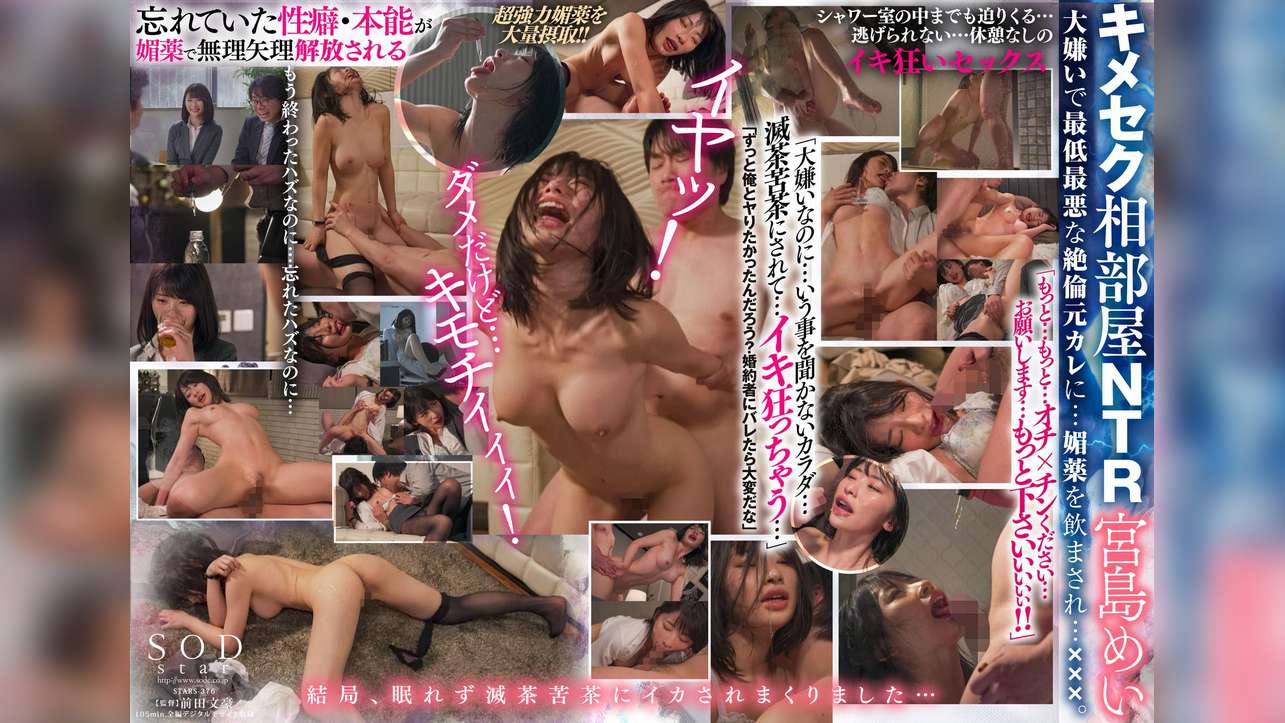 忘れていた性癖・本能が
媚薬で無理矢理解放される
超強力媚薬を
大量摂取!!
シャワー室の中までも迫りくる…
逃げられない…休憩なしの
イキ狂いセックス
キメセク相部屋NTR 宮島めい
大嫌いで最低最悪な絶倫元カレに…媚薬を飲まされ…×××。
もう終わったハズなのに…忘れたハズなのに…
イヤッ!
ダメだけど…
キモチイィィィ!
「大嫌いなのに…いう事を聞かないカラダ…
滅茶苦茶にされて…イキ狂っちゃう…」
「ずっと俺とヤりたかったんだろう?婚約者にバレたら大変だな」
「もっと…もっと…オチ×チンください…
お願いします…もっと下さいいいい!!」
SOD
star
http://www.sodc.co.jp
STARS-376
【監督】前田文豪
105min.
結局、眠れず滅茶苦茶にイカされまくりました…